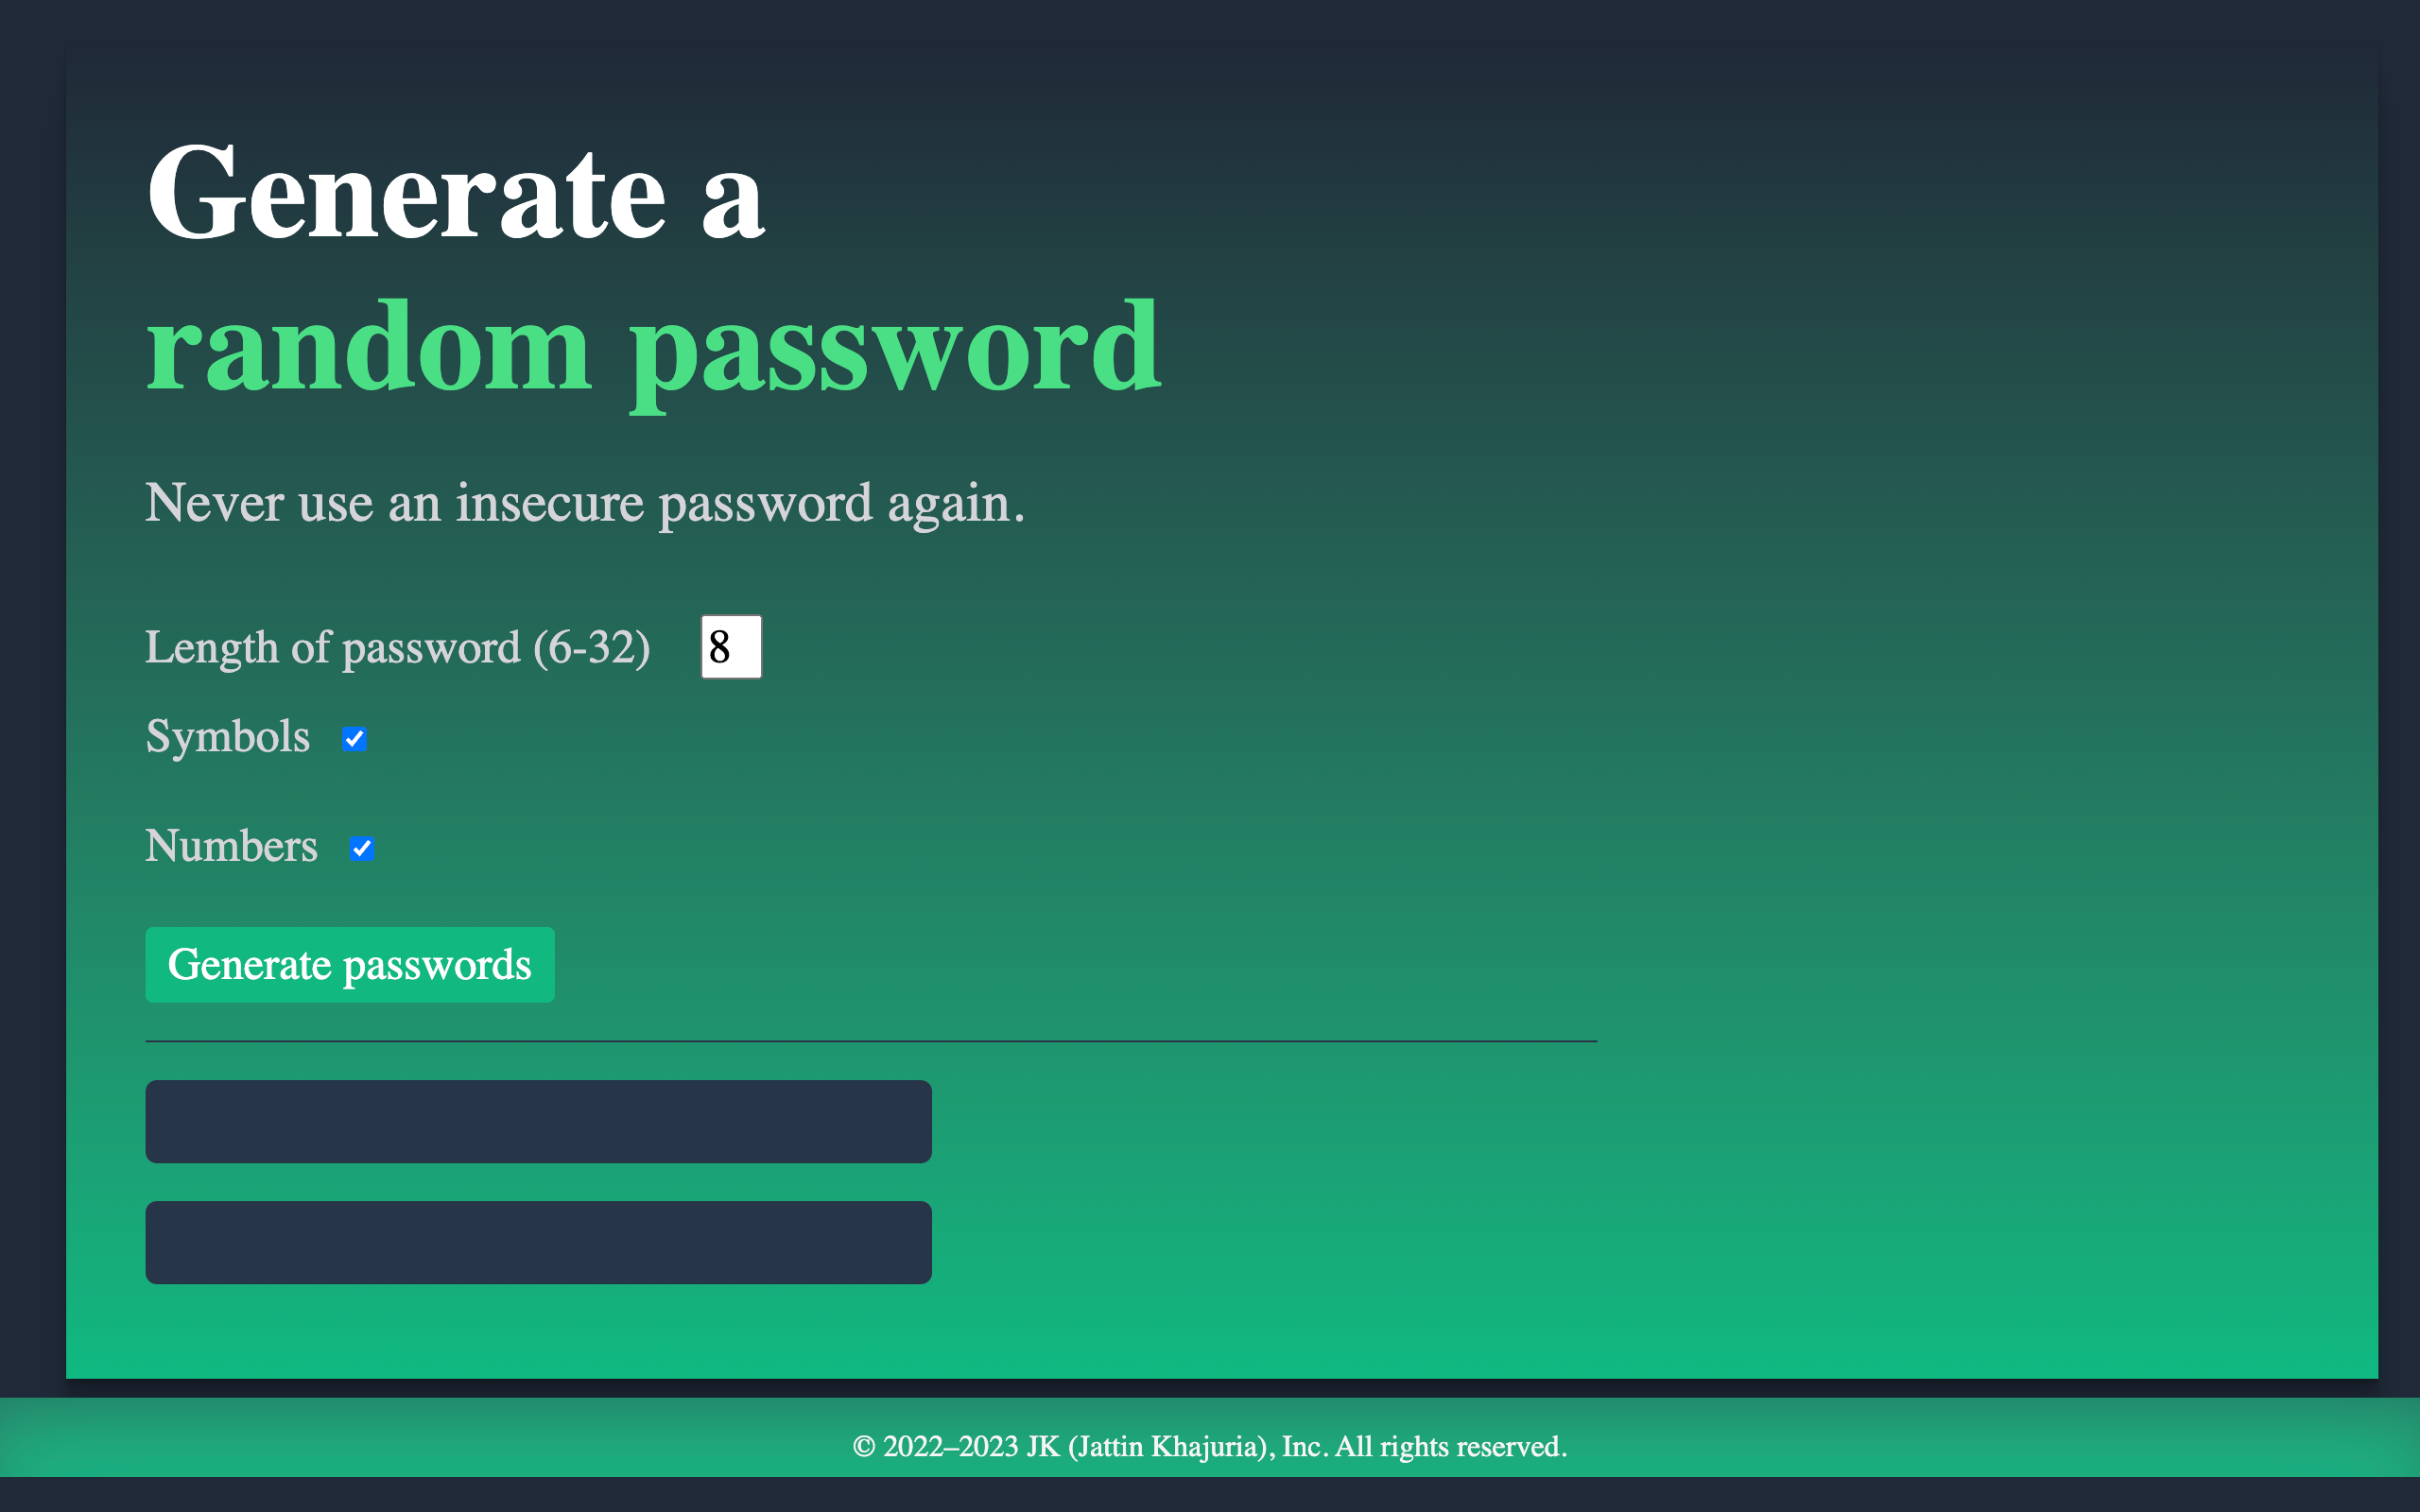 Generate a
random password
Never use an insecure password again.
Length of password (6-32) 8
Symbols
Numbers
Generate passwords
© 2022–2023 JK (Jattin Khajuria), Inc. All rights reserved.